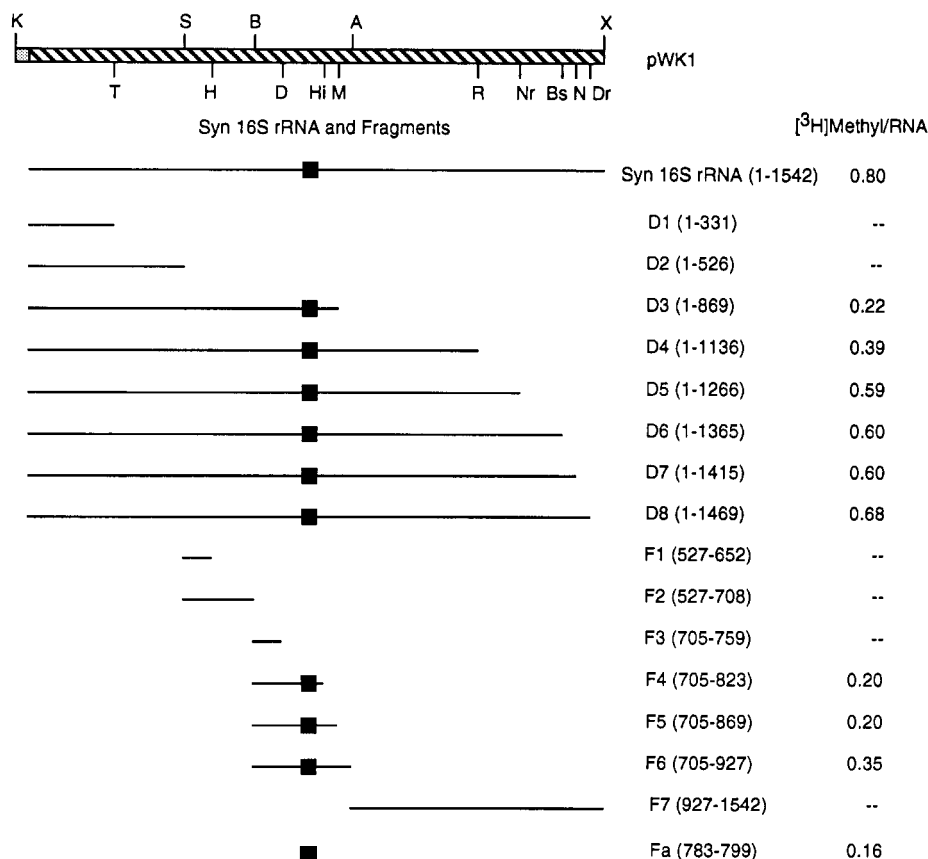 K S B A X
pWK1
T H D Hi M R Nr Bs N Dr
Syn 16S rRNA and Fragments
[³H]Methyl/RNA
Syn 16S rRNA (1-1542) 0.80
D1 (1-331) --
D2 (1-526) --
D3 (1-869) 0.22
D4 (1-1136) 0.39
D5 (1-1266) 0.59
D6 (1-1365) 0.60
D7 (1-1415) 0.60
D8 (1-1469) 0.68
F1 (527-652) --
F2 (527-708) --
F3 (705-759) --
F4 (705-823) 0.20
F5 (705-869) 0.20
F6 (705-927) 0.35
F7 (927-1542) --
Fa (783-799) 0.16